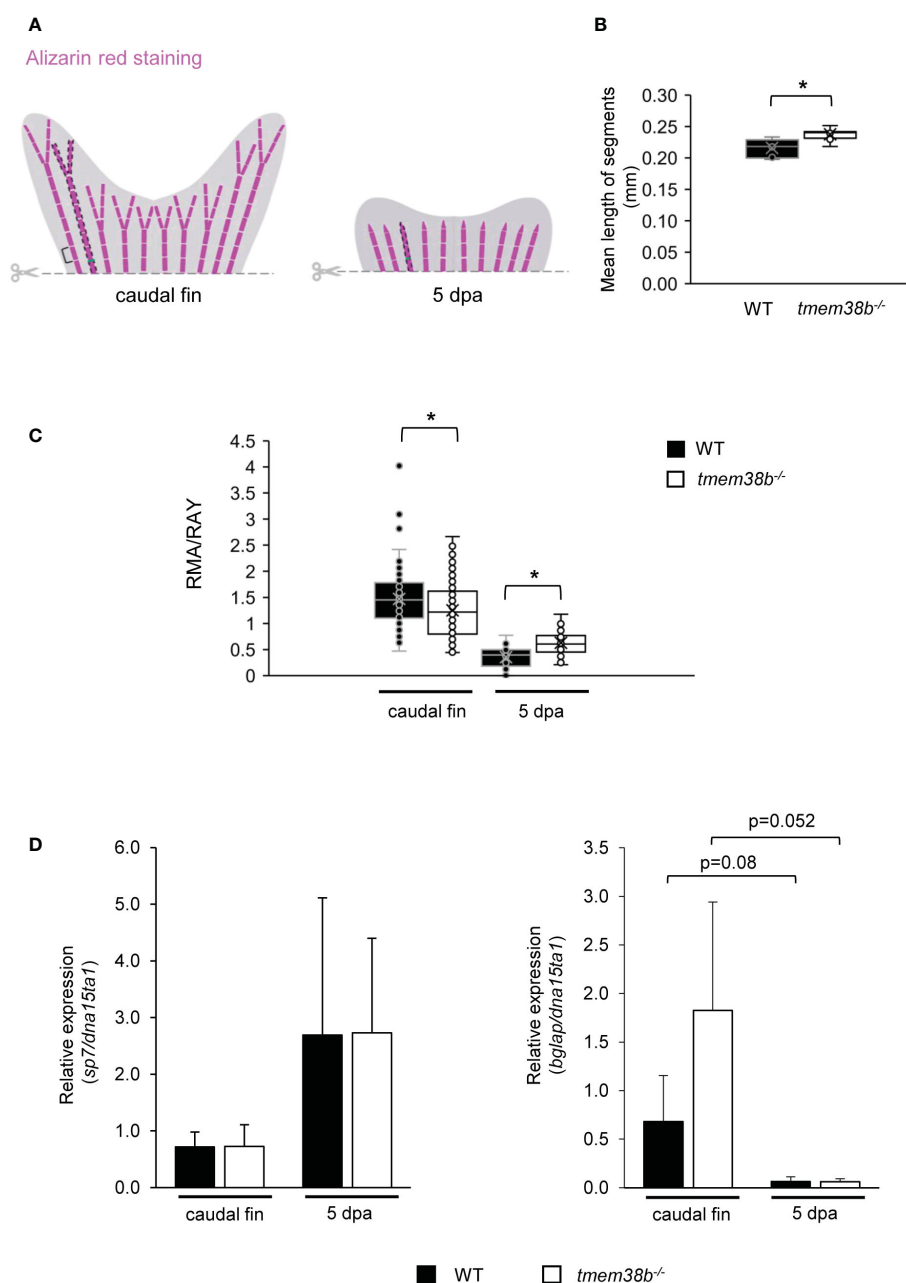 A
Alizarin red staining
caudal fin
5 dpa
B
Mean length of segments
(mm)
0.30
0.25
0.20
0.15
0.10
0.05
0.00
*
WT
tmem38b-/-
C
RMA/RAY
4.5
4
3.5
3
2.5
2
1.5
1
0.5
0
*
*
WT
tmem38b-/-
caudal fin
5 dpa
D
Relative expression
(sp7/dna15ta1)
6.0
5.0
4.0
3.0
2.0
1.0
0.0
caudal fin
5 dpa
Relative expression
(bglap/dna15ta1)
3.5
3.0
2.5
2.0
1.5
1.0
0.5
0.0
p=0.052
p=0.08
caudal fin
5 dpa
WT
tmem38b-/-